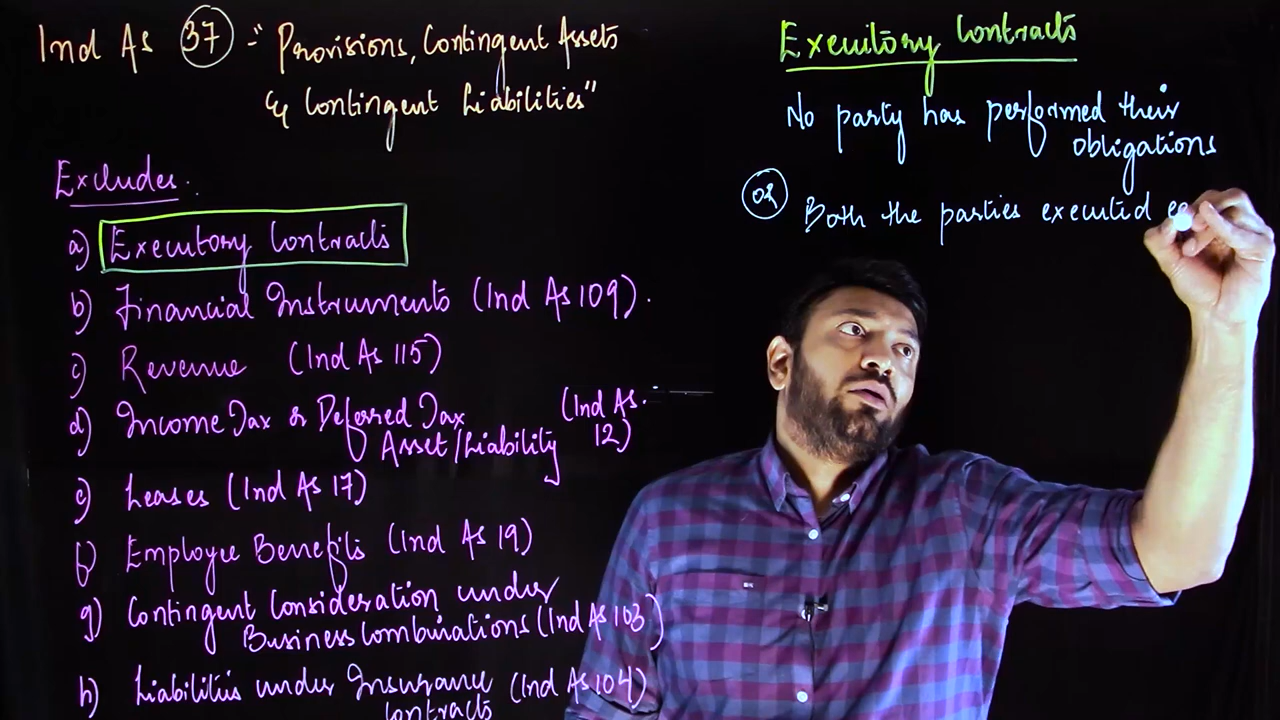 Ind As 37 :- "Provisions, Contingent Assets
& Contingent Liabilities"
Excludes.
a) Executory Contracts
b) Financial Instruments (Ind As 109).
c) Revenue (Ind As 115)
d) Income Tax & Deferred Tax
Asset/Liability (Ind As.
12)
e) Leases (Ind As 17)
f) Employee Benefits (Ind As 19)
g) Contingent Consideration under
Business Combinations (Ind As 103)
h) Liabilities under Insurance (Ind As 104)
Contracts
Executory Contracts
No party has performed their
obligations
OR Both the parties executed